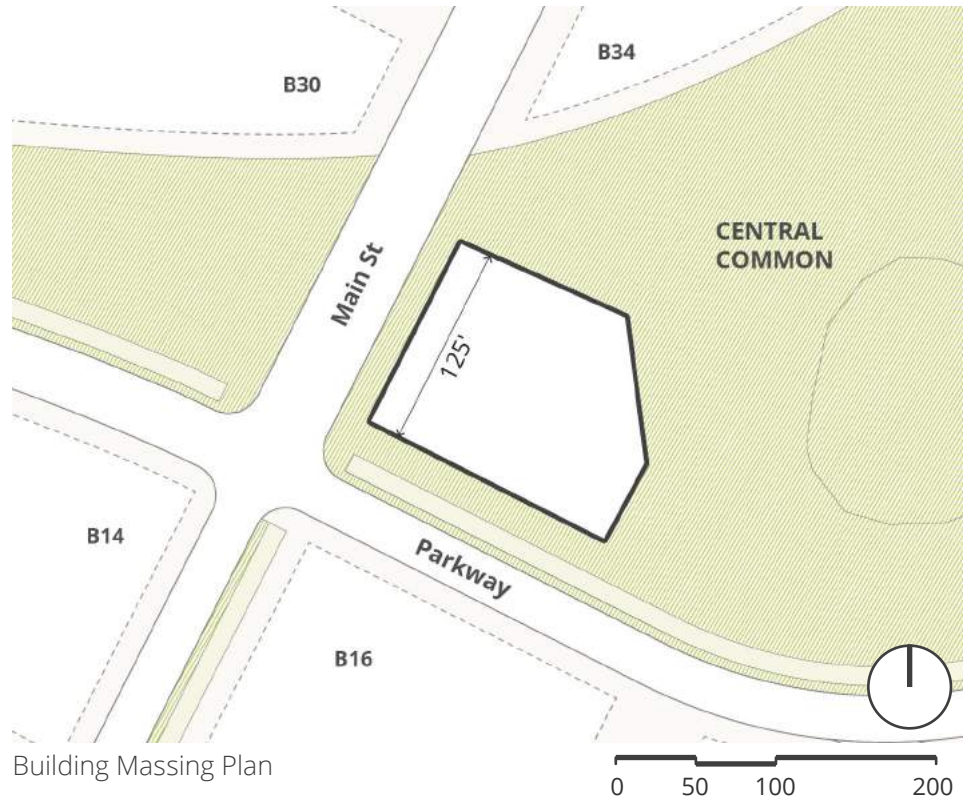 B30
B34
Main St
CENTRAL
COMMON
125'
B14
Parkway
B16
Building Massing Plan
0 50 100 200